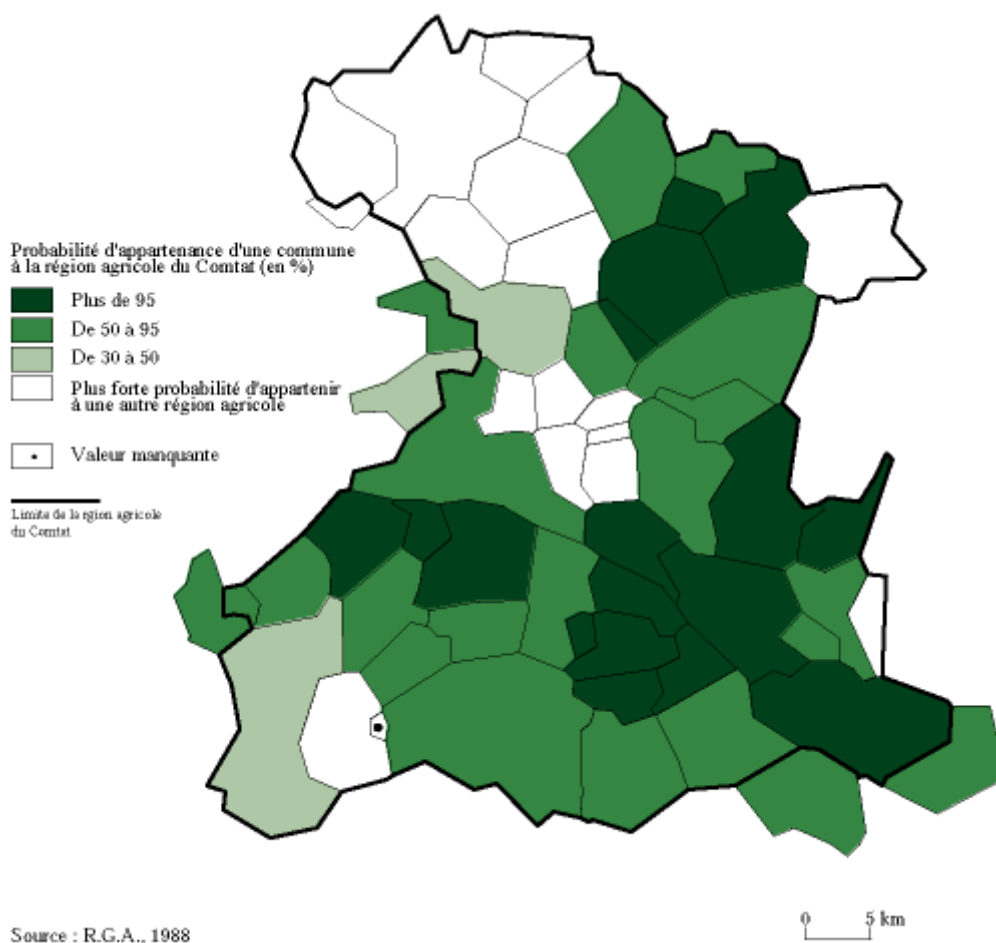 Probabilité d'appartenance d'une commune
à la région agricole du Comtat (en %)
Plus de 95
De 50 à 95
De 30 à 50
Plus forte probabilité d'appartenir
à une autre région agricole
Valeur manquante
Limite de la région agricole
du Comtat
0 5 km
Source : R.G.A., 1988